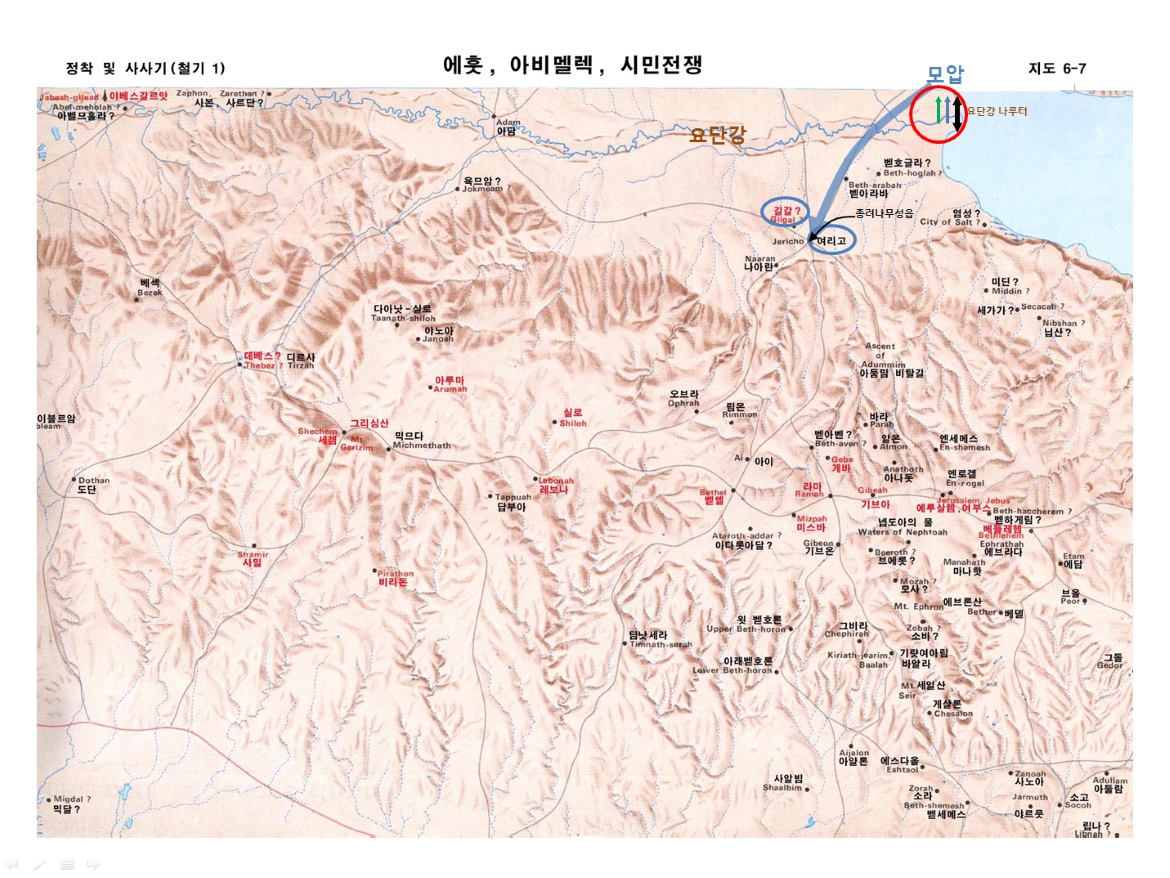 정착 및 사사기(철기 1)
에훗, 아비멜렉, 시민전쟁
지도 6-7
모압
요단강 나루터
Jabesh-gilead
야베스길르앗
Abel-meholah ?
아벨므홀라?
Zaphon, Zarethan ?
사본, 사르단?
Adam
아담
요단강
벧호글라?
Beth-hoglah ?
Beth-arabah
벧아라바
욕므암?
Jokmeam ?
길갈?
Gilgal ?
종려나무성읍
염성?
City of Salt ?
Jericho
여리고
Naaran
나아란
베섹
Bezek
미딘?
Middin ?
다아낫-실로
Taanath-shiloh
세가가?
Secacah ?
Nibshan ?
닙산?
야노아
Janoah
데베스?
Thebez ?
디르사
Tirzah
Ascent
of
Adummim
아둠밈 비탈길
아루마
Arumah
오브라
Ophrah
림몬
Rimmon
실로
Shiloh
바라
Parah
이블르암
bleam
그리심산
Shechem
세겜
Mt.
Gerizim
믹므다
Michmethath
벧아벤?
Beth-aven ?
알몬
Almon
엔세메스
En-shemesh
Ai
아이
Geba
게바
Anathoth
아나돗
엔로겔
En-rogel
Dothan
도단
Lebonah
레보나
Tappuah
답부아
Bethel
벧엘
라마
Ramah
Gibeah
기브아
Jerusalem, Jebus
예루살렘,여부스
Beth-haccherem ?
벧하게림?
베들레헴
Bethlehem
Mizpah
미스바
넵도아의 물
Waters of Nephtoah
Ataroth-addar ?
아다롯아달?
Gibeon
기브온
Ephrathah
에브라다
Shamir
사밀
Beeroth ?
브에롯?
Manahath
마나핫
Etam
에담
Pirathon
비라돈
Mozah ?
모사?
브올
Peor
Mt. Ephron
에브론산
Bether
베델
윗 벧호론
Upper Beth-horon
그비라
Chephirah
Zobah ?
소바?
딤낫세라
Timnath-serah
Kiriath-jearim,
Baalah
기럇여아림
바알라
그돌
Gedor
아래벧호론
Lower Beth-horon
Mt
Seir
세일산
게살론
Chesalon
Aijalon
아얄론
에스다올
Eshtaol
사알빔
Shaalbim
Zanoah
사노아
Adullam
아둘람
Migdal ?
믹달?
Zorah
소라
Beth-shemesh
벧세메스
Jarmuth
야르뭇
소고
Socoh
립나?
Libnah ?